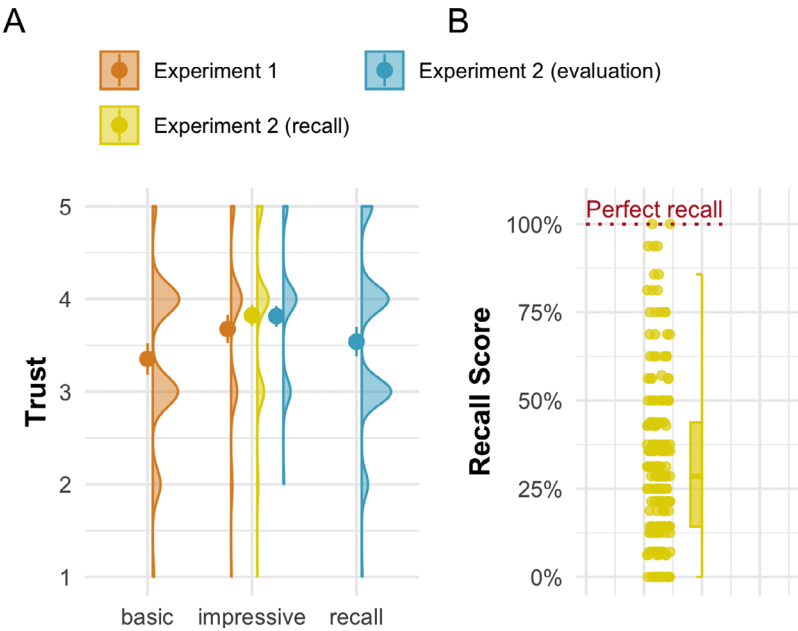 A
Experiment 1
Experiment 2 (evaluation)
Experiment 2 (recall)
Trust
5
4
3
2
1
basic
impressive
recall
B
Perfect recall
Recall Score
100%
75%
50%
25%
0%